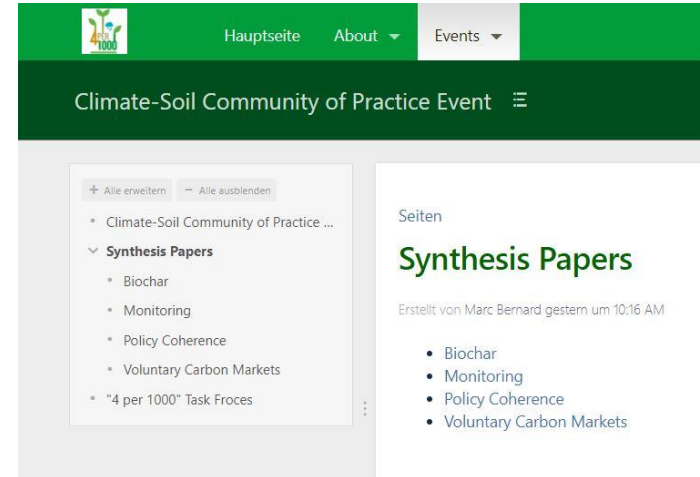 4 PER 1000
Hauptseite About Events
Climate-Soil Community of Practice Event
Alle erweitern Alle ausblenden
Climate-Soil Community of Practice ...
Synthesis Papers
Biochar
Monitoring
Policy Coherence
Voluntary Carbon Markets
"4 per 1000" Task Froces
Seiten
Synthesis Papers
Erstellt von Marc Bernard gestern um 10:16 AM
Biochar
Monitoring
Policy Coherence
Voluntary Carbon Markets